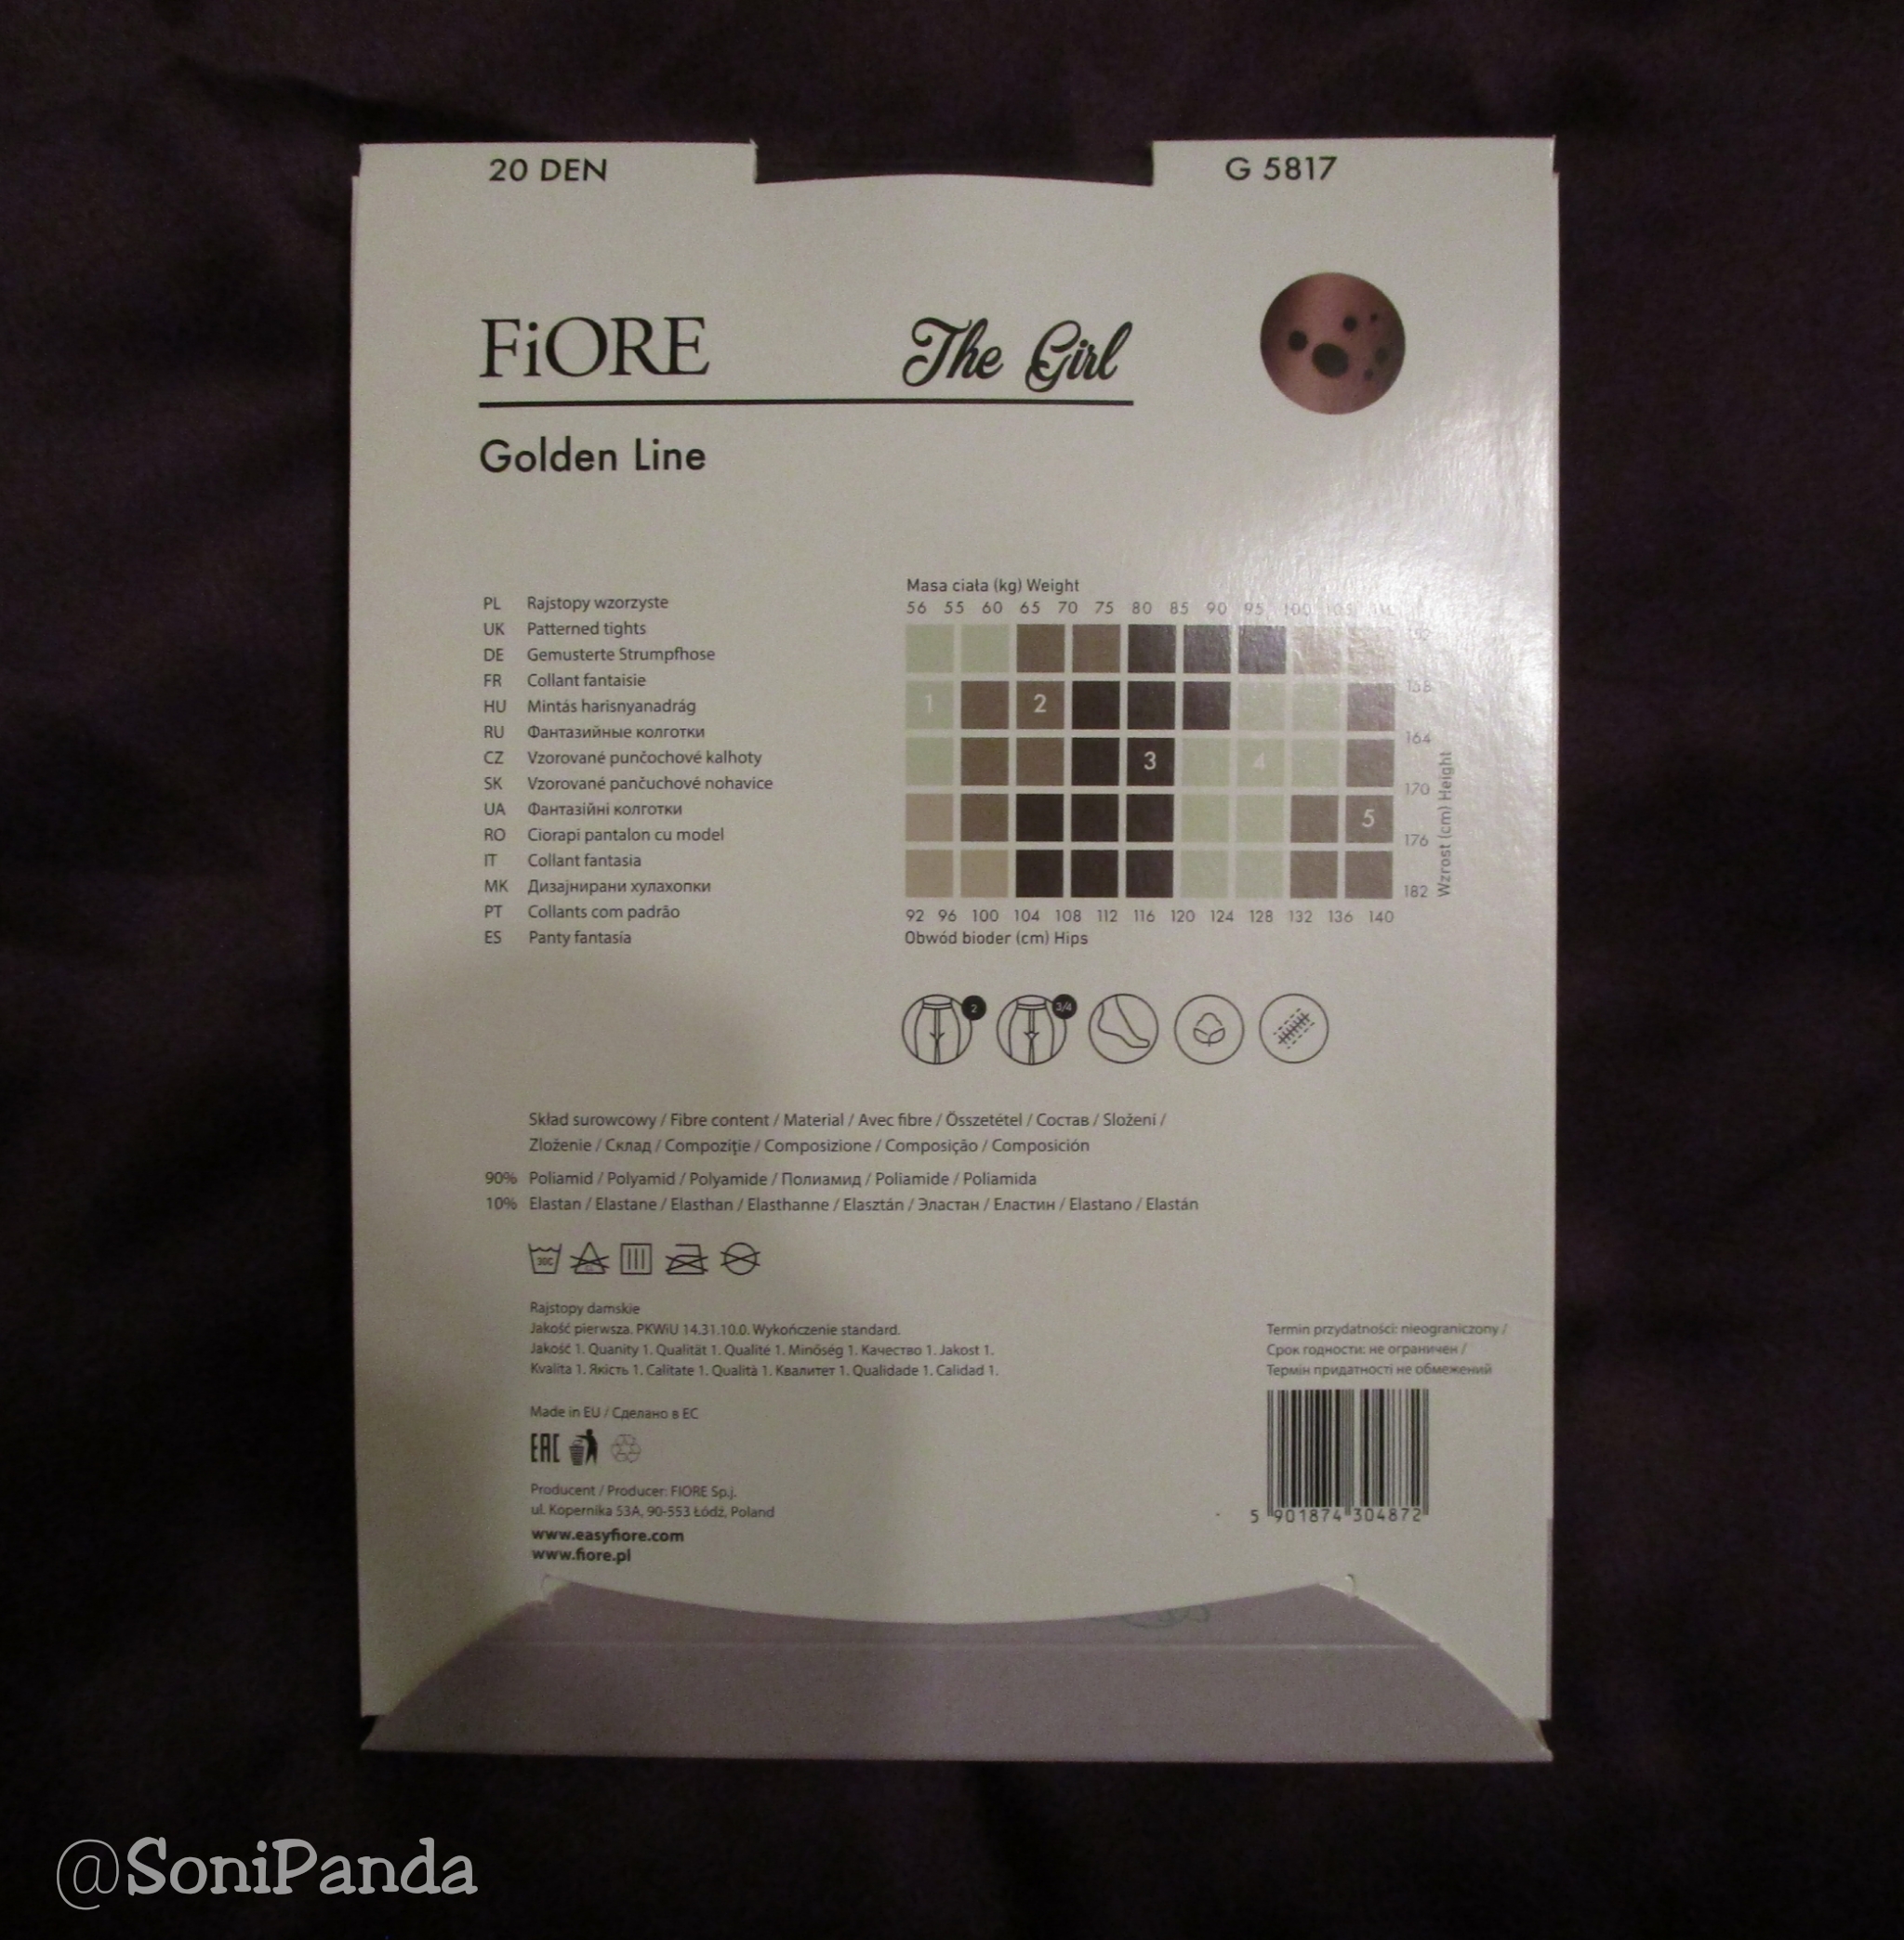 20 DEN
G 5817
FiORE The Girl
Golden Line
PL Rajstopy wzorzyste
UK Patterned tights
DE Gemusterte Strumpfhose
FR Collant fantaisie
HU Mintás harisnyanadrág
RU Фантазийные колготки
CZ Vzorované punčochové kalhoty
SK Vzorované pančuchové nohavice
UA Фантазійні колготки
RO Ciorapi pantalon cu model
IT Collant fantasia
MK Дизајнирани хулахопки
PT Collants com padrão
ES Panty fantasía
Masa ciała (kg) Weight
56 55 60 65 70 75 80 85 90 95 100 105
158
1 2
164
3 4
170
5
176
182
Wzrost (cm) Height
92 96 100 104 108 112 116 120 124 128 132 136 140
Obwód bioder (cm) Hips
2 3/4
Skład surowcowy / Fibre content / Material / Avec fibre / Összetétel / Состав / Složení /
Zloženie / Склад / Compoziţie / Composizione / Composição / Composición
90% Poliamid / Polyamid / Polyamide / Полиамид / Poliamide / Poliamida
10% Elastan / Elastane / Elasthan / Elasthanne / Elasztán / Эластан / Еластин / Elastano / Elastán
30C
Rajstopy damskie
Jakość pierwsza. PKWiU 14.31.10.0. Wykończenie standard.
Jakość 1. Quanity 1. Qualität 1. Qualité 1. Minőség 1. Качество 1. Jakost 1.
Kvalita 1. Якість 1. Calitate 1. Qualità 1. Квалитет 1. Qualidade 1. Calidad 1.
Made in EU / Сделано в ЕС
EAC
Producent / Producer: FIORE Sp.j.
ul. Kopernika 53A, 90-553 Łódź, Poland
www.easyfiore.com
www.fiore.pl
Termin przydatności: nieograniczony /
Срок годности: не ограничен /
Термін придатності не обмежений
5 901874 304872
@SoniPanda